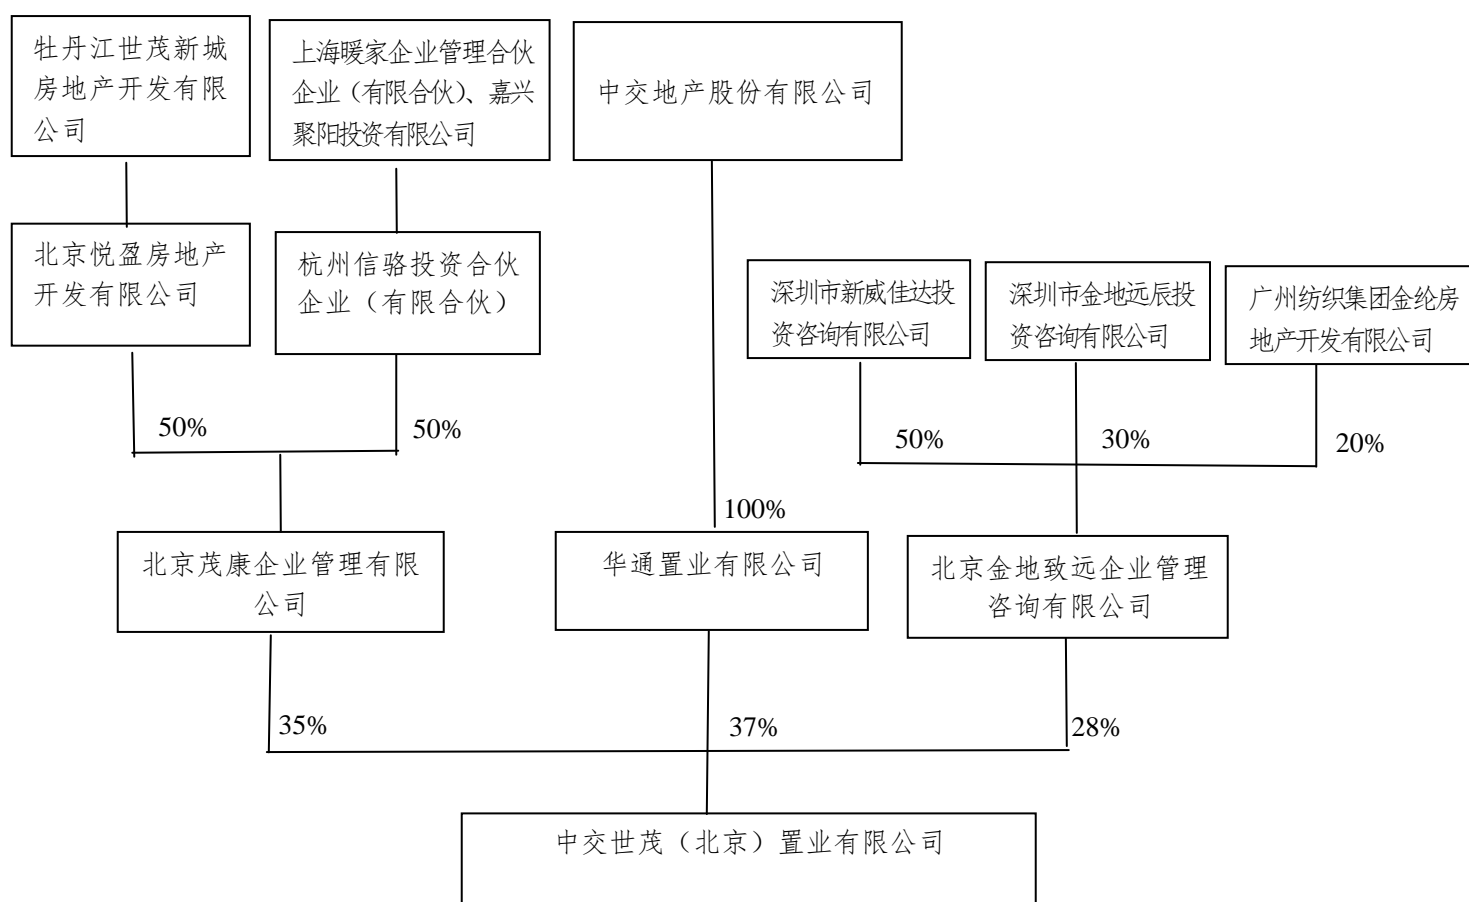 牡丹江世茂新城
房地产开发有限
公司
上海暖家企业管理合伙
企业（有限合伙）、嘉兴
聚阳投资有限公司
中交地产股份有限公司
北京悦盈房地产
开发有限公司
杭州信骆投资合伙
企业（有限合伙）
深圳市新威佳达投
资咨询有限公司
深圳市金地远辰投
资咨询有限公司
广州纺织集团金纶房
地产开发有限公司
50%
50%
50%
30%
20%
100%
北京茂康企业管理有限
公司
华通置业有限公司
北京金地致远企业管理
咨询有限公司
35%
37%
28%
中交世茂（北京）置业有限公司